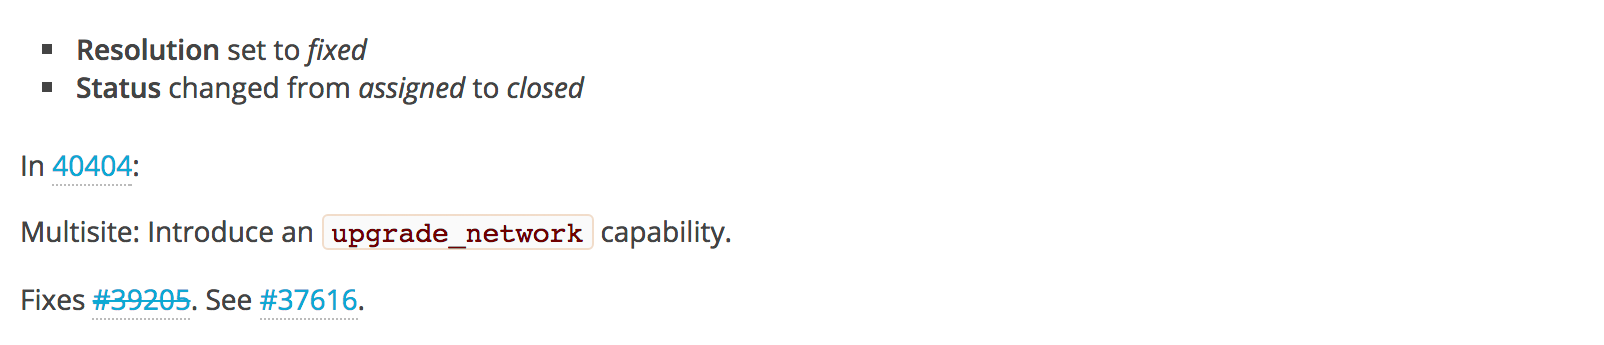 Resolution set to fixed
Status changed from assigned to closed
In 40404:
Multisite: Introduce an upgrade_network capability.
Fixes #39205. See #37616.